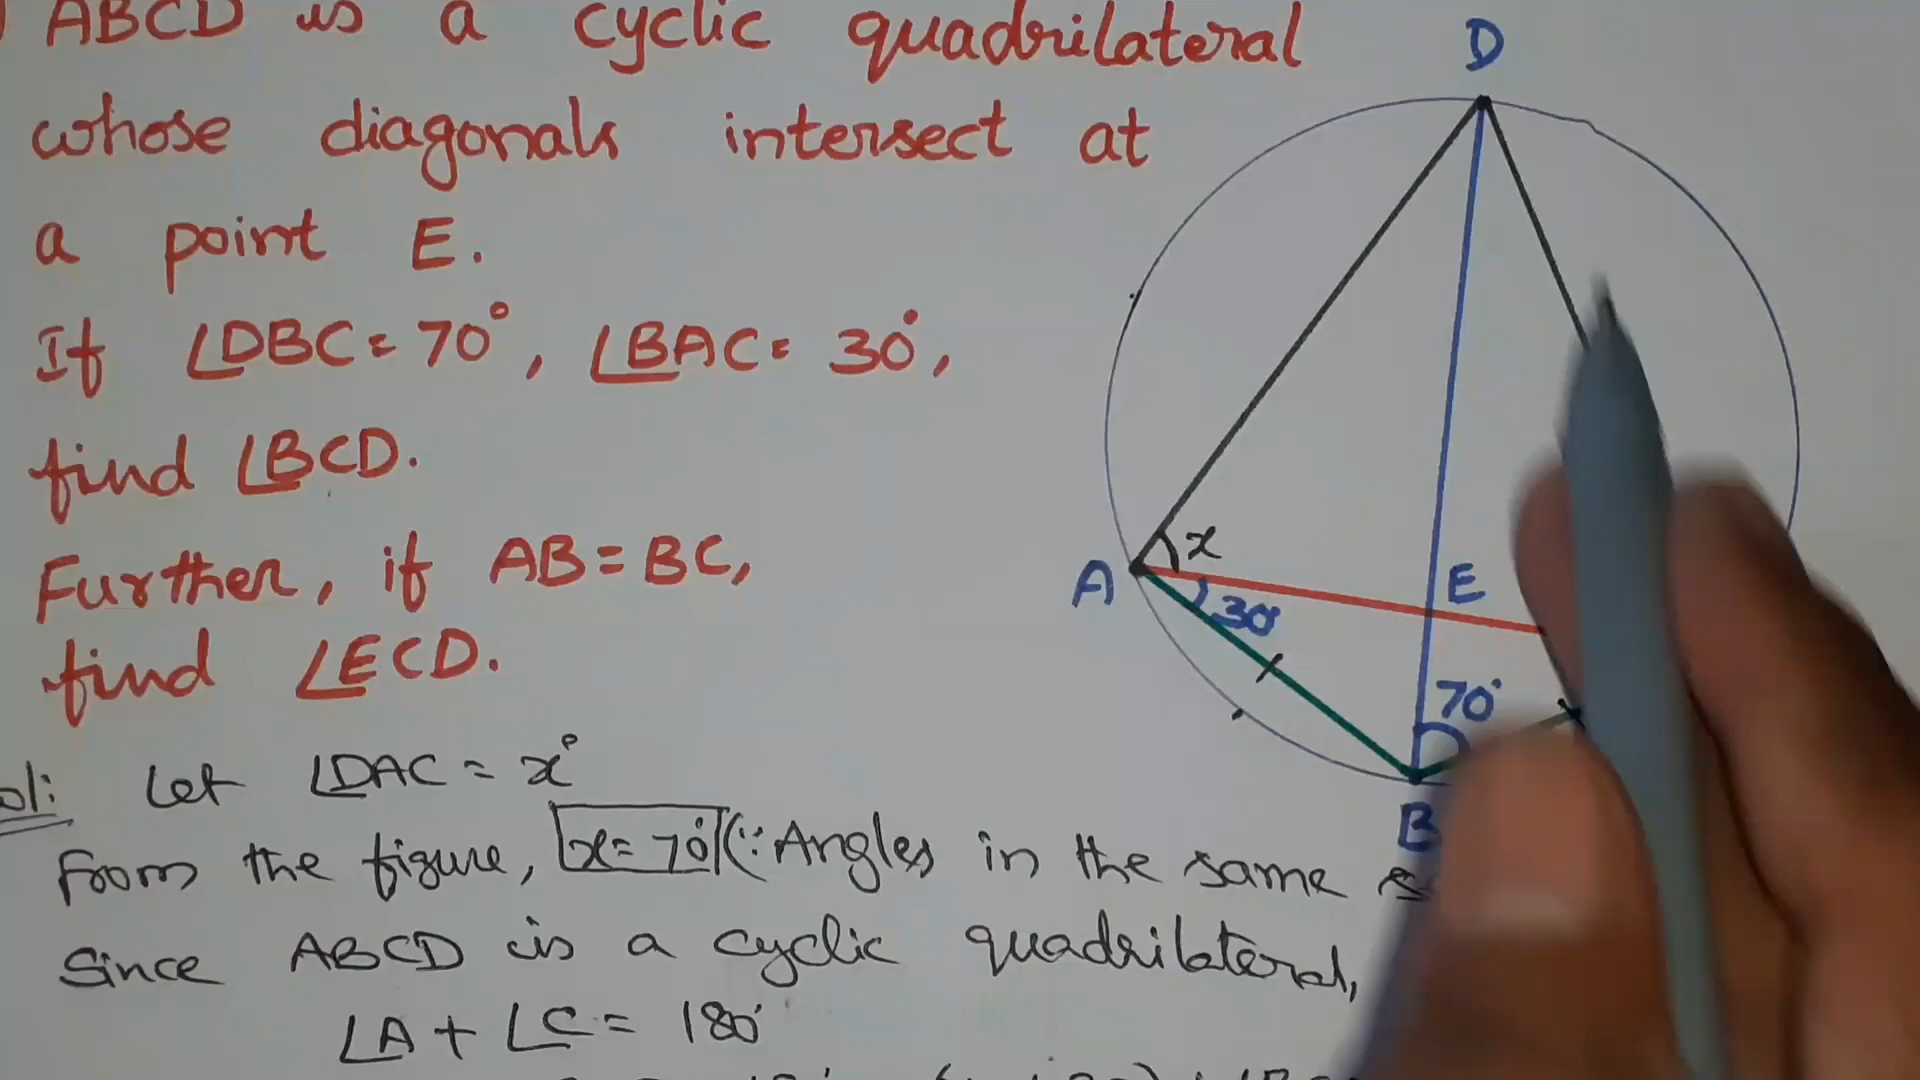 ABCD is a cyclic quadrilateral
whose diagonals intersect at
a point E.
If ∠DBC = 70°, ∠BAC = 30°,
find ∠BCD.
Further, if AB = BC,
find ∠ECD.
Let ∠DAC = x°
From the figure, x = 70° (∵ Angles in the same
Since ABCD is a cyclic quadrilateral,
∠A + ∠C = 180°
D
x
A
E
30°
70°
B